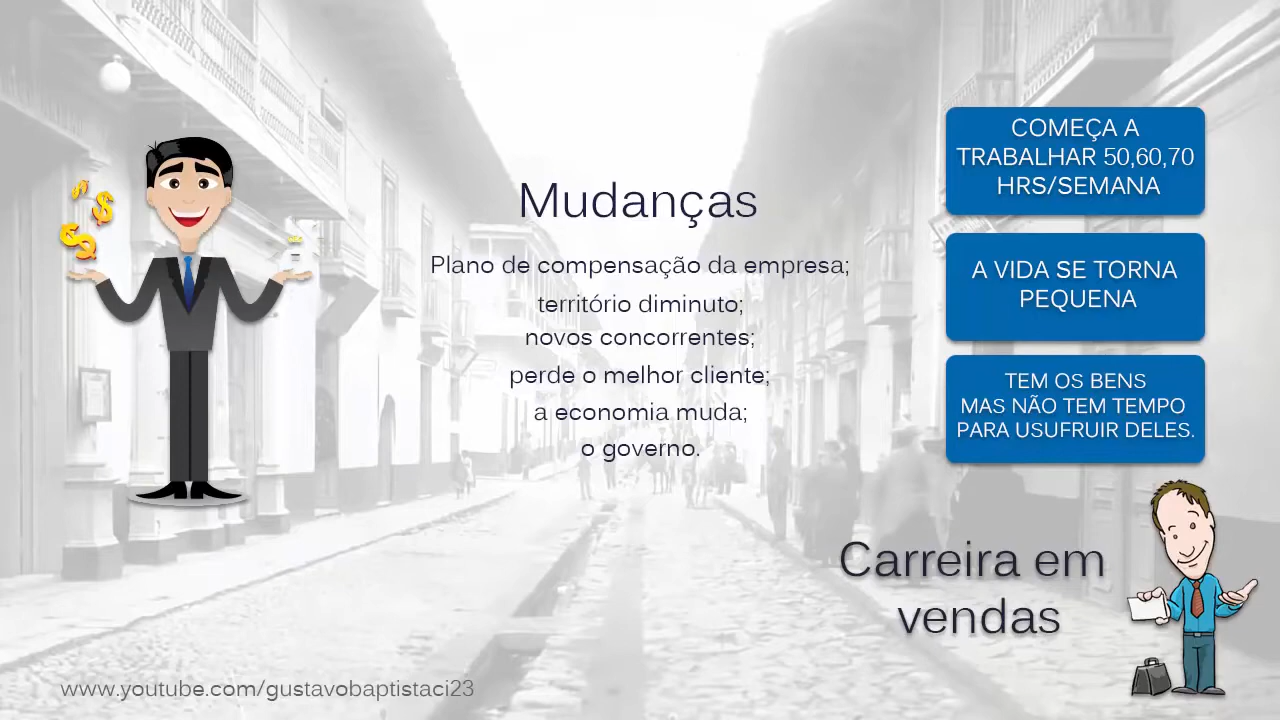 Mudanças
Plano de compensação da empresa;
território diminuto;
novos concorrentes;
perde o melhor cliente;
a economia muda;
o governo.
COMEÇA A
TRABALHAR 50,60,70
HRS/SEMANA
A VIDA SE TORNA
PEQUENA
TEM OS BENS
MAS NÃO TEM TEMPO
PARA USUFRUIR DELES.
Carreira em
vendas
www.youtube.com/gustavobaptistaci23